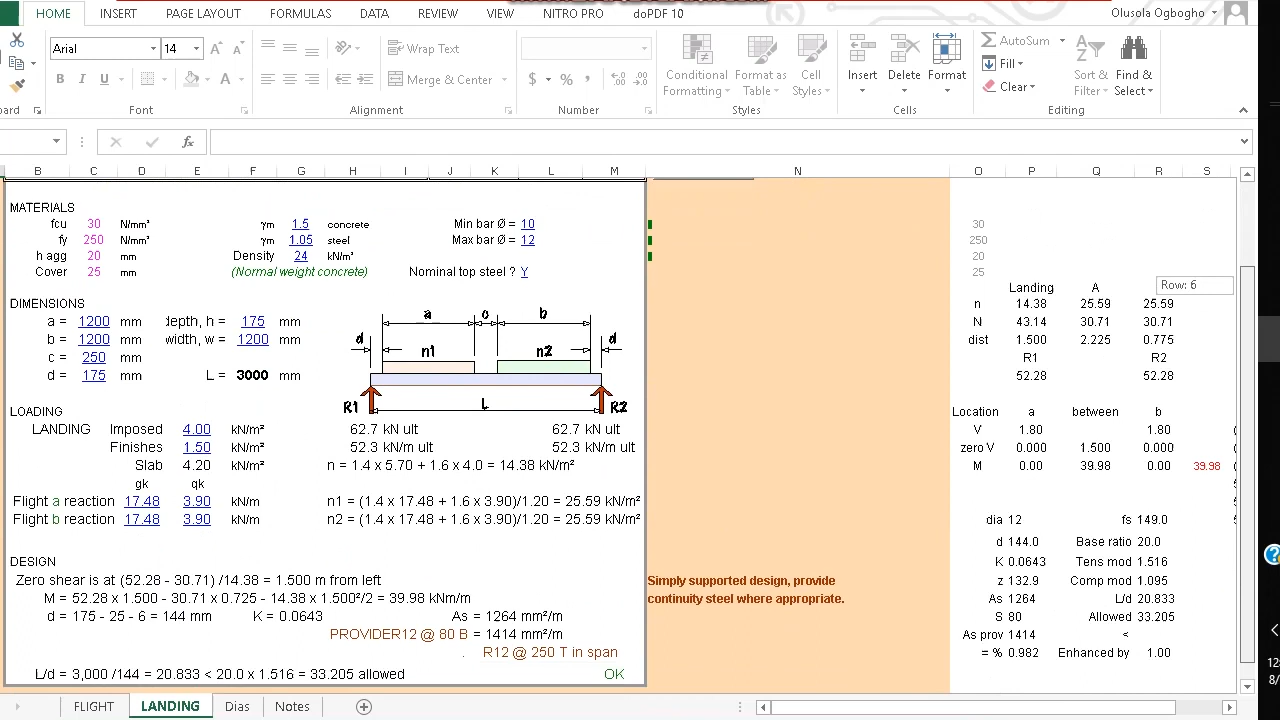 HOME INSERT PAGE LAYOUT FORMULAS DATA REVIEW VIEW NITRO PRO doPDF 10 Olusola Ogbogho
Arial 14 A A Wrap Text AutoSum
B I U A Merge & Center $ % , Formatting Table Styles Insert Delete Format Fill Clear Sort & Filter Find & Select
Font Alignment Number Styles Cells Editing
fx
B C D E F G H I J K L M N O P Q R S
MATERIALS
fcu 30 N/mm² γm 1.5 concrete Min bar Ø = 10 30
fy 250 N/mm² γm 1.05 steel Max bar Ø = 12 250
h agg 20 mm Density 24 kN/m³ 20
Cover 25 mm (Normal weight concrete) Nominal top steel ? Y 25
Row: 6
Landing A
DIMENSIONS n 14.38 25.59 25.59
a = 1200 mm depth, h = 175 mm a c b N 43.14 30.71 30.71
b = 1200 mm width, w = 1200 mm d d dist 1.500 2.225 0.775
c = 250 mm n1 n2 R1 R2
d = 175 mm L = 3000 mm 52.28 52.28
R1 L R2
LOADING Location a between b
LANDING Imposed 4.00 kN/m² 62.7 kN ult 62.7 kN ult V 1.80 1.80
Finishes 1.50 kN/m² 52.3 kN/m ult 52.3 kN/m ult zero V 0.000 1.500 0.000
Slab 4.20 kN/m² n = 1.4 x 5.70 + 1.6 x 4.0 = 14.38 kN/m² M 0.00 39.98 0.00 39.98
gk qk
Flight a reaction 17.48 3.90 kN/m n1 = (1.4 x 17.48 + 1.6 x 3.90)/1.20 = 25.59 kN/m²
Flight b reaction 17.48 3.90 kN/m n2 = (1.4 x 17.48 + 1.6 x 3.90)/1.20 = 25.59 kN/m² dia 12 fs 149.0
d 144.0 Base ratio 20.0
DESIGN K 0.0643 Tens mod 1.516
Zero shear is at (52.28 - 30.71) /14.38 = 1.500 m from left Simply supported design, provide z 132.9 Comp mod 1.095
M = 52.28 x 1.500 - 30.71 x 0.725 - 14.38 x 1.500²/2 = 39.98 kNm/m continuity steel where appropriate. As 1264 L/d 20.833
d = 175 - 25 - 6 = 144 mm K = 0.0643 As = 1264 mm²/m S 80 Allowed 33.205
PROVIDE R12 @ 80 B = 1414 mm²/m As prov 1414 <
. R12 @ 250 T in span = % 0.982 Enhanced by 1.00
L/d = 3,000 /144 = 20.833 < 20.0 x 1.516 = 33.205 allowed OK
FLIGHT LANDING Dias Notes